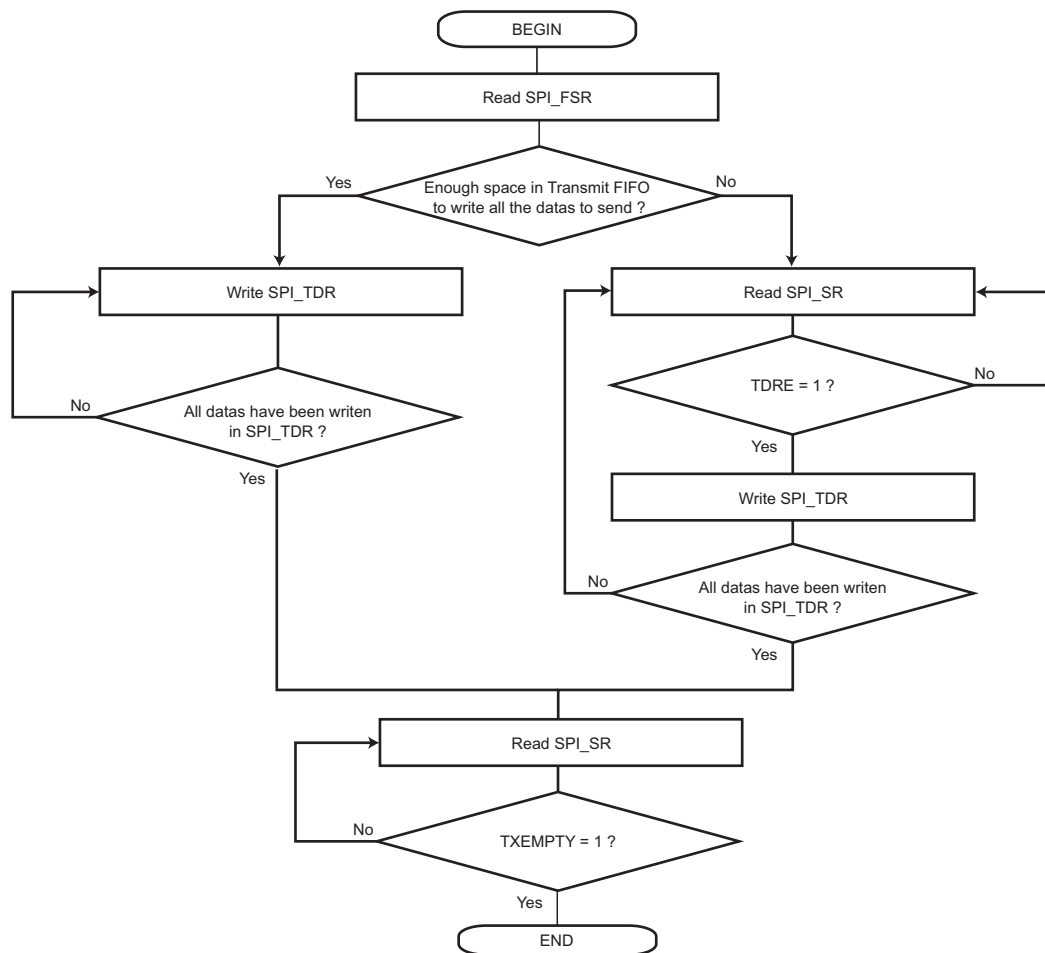 BEGIN
Read SPI_FSR
Yes
Enough space in Transmit FIFO
to write all the datas to send ?
No
Write SPI_TDR
Read SPI_SR
No
All datas have been writen
in SPI_TDR ?
Yes
TDRE = 1 ?
No
Yes
Write SPI_TDR
No
All datas have been writen
in SPI_TDR ?
Yes
Read SPI_SR
No
TXEMPTY = 1 ?
Yes
END